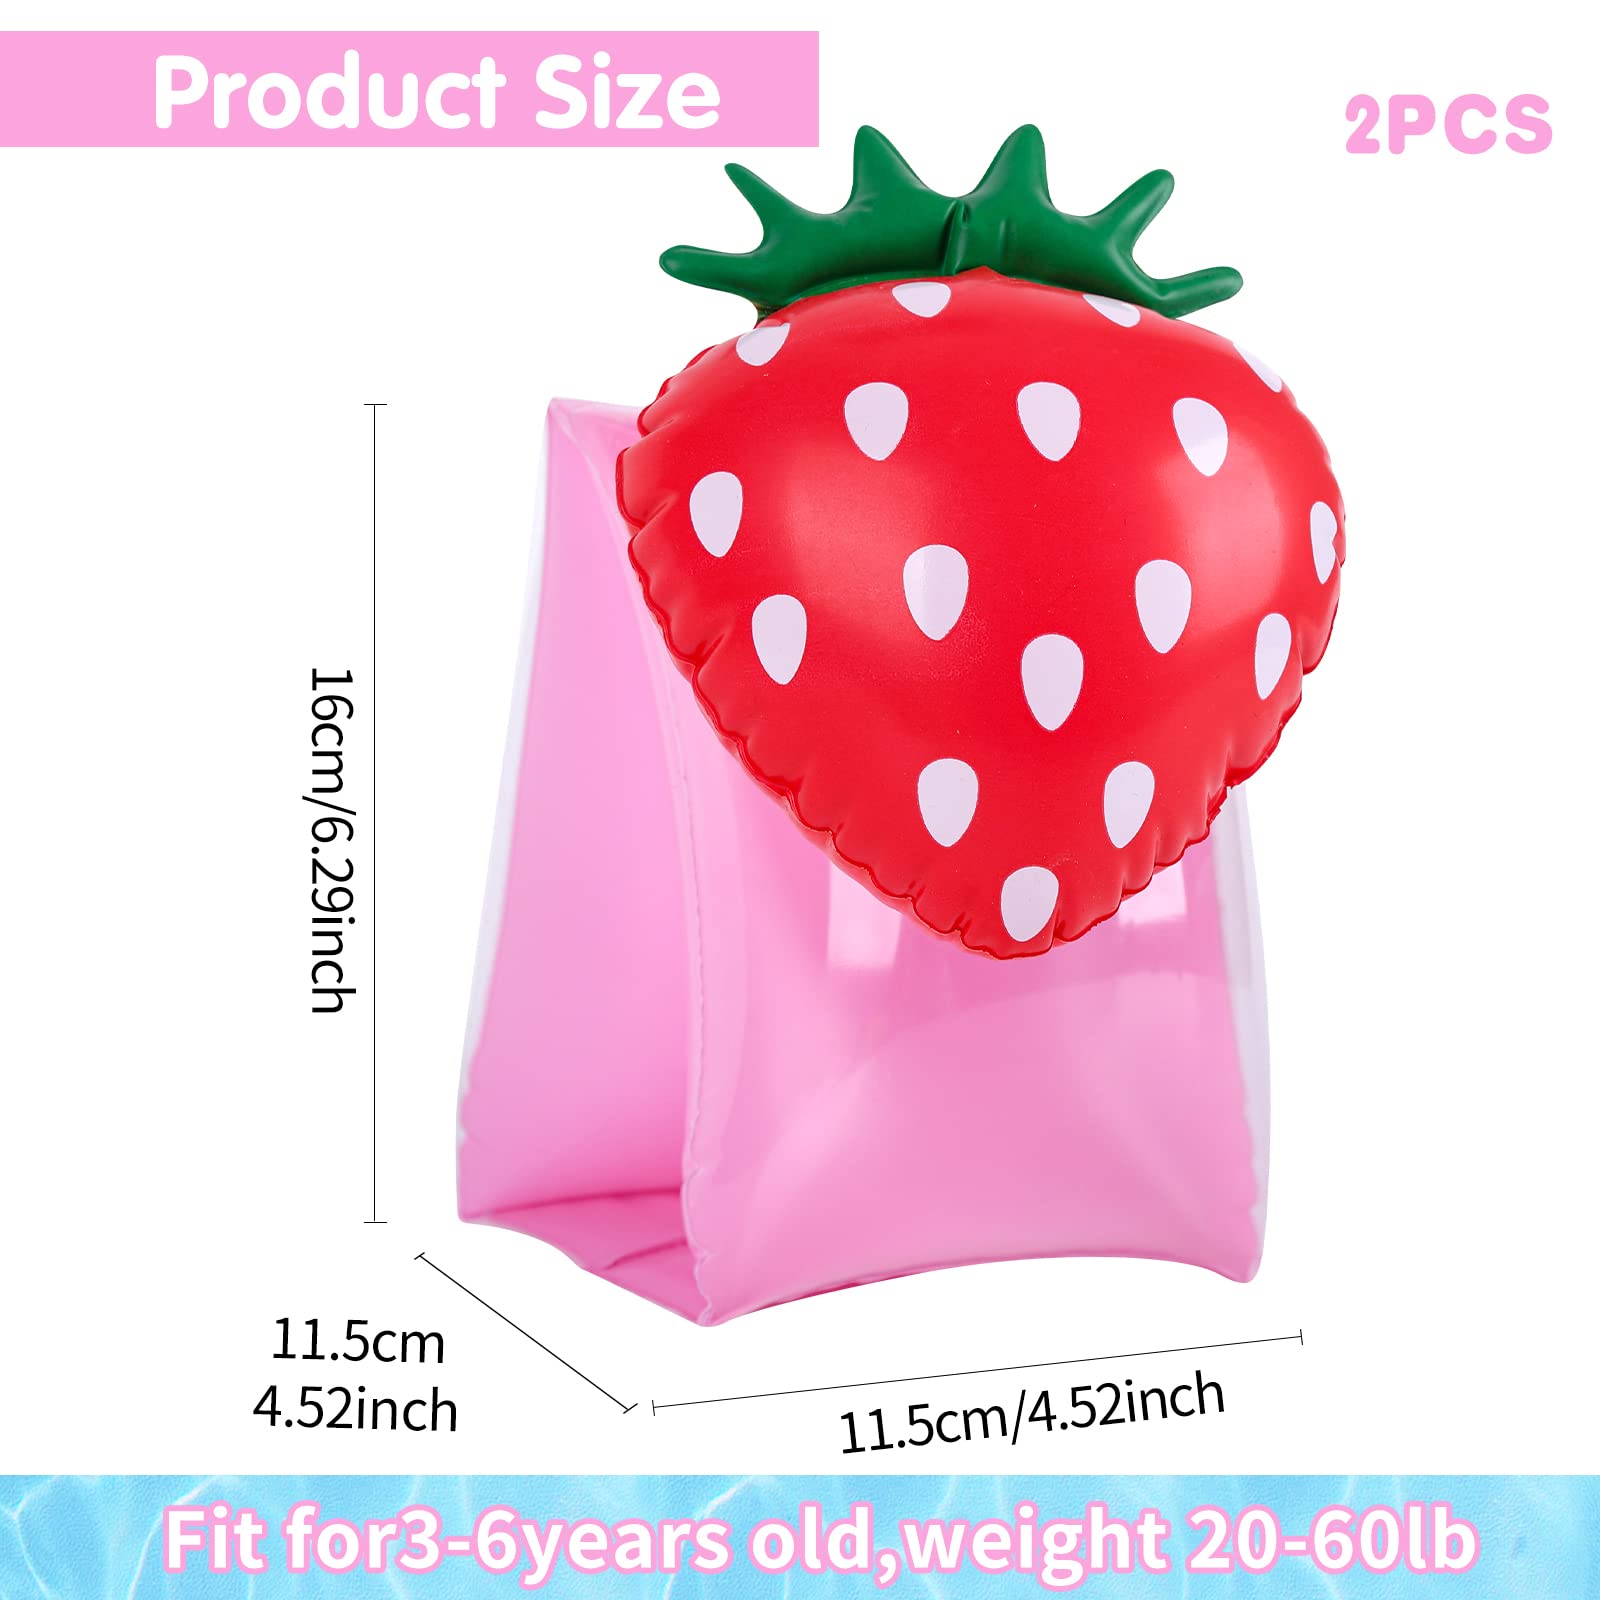 Product Size
2PCS
16cm/6.29inch
11.5cm
4.52inch
11.5cm/4.52inch
Fit for3-6years old,weight 20-60lb